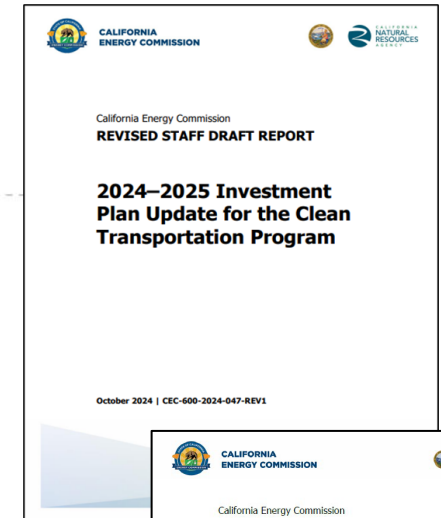 CALIFORNIA
ENERGY COMMISSION
CALIFORNIA
NATURAL
RESOURCES
AGENCY
California Energy Commission
REVISED STAFF DRAFT REPORT
2024–2025 Investment
Plan Update for the Clean
Transportation Program
October 2024 | CEC-600-2024-047-REV1
CALIFORNIA
ENERGY COMMISSION
California Energy Commission